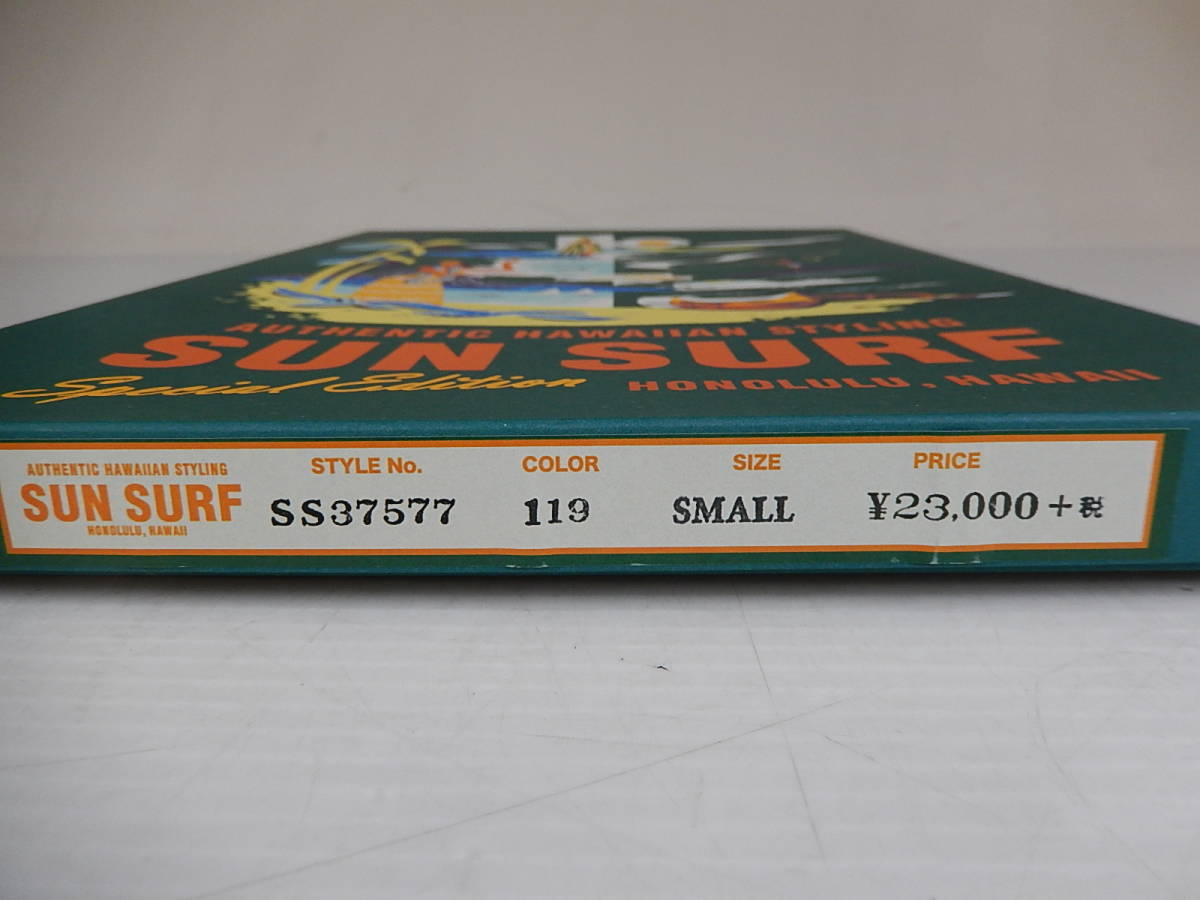 AUTHENTIC HAWAIIAN STYLING
SUN SURF
Special Edition HONOLULU, HAWAII
AUTHENTIC HAWAIIAN STYLING
SUN SURF
HONOLULU, HAWAII
STYLE No. COLOR SIZE PRICE
SS37577 119 SMALL ¥23,000+税